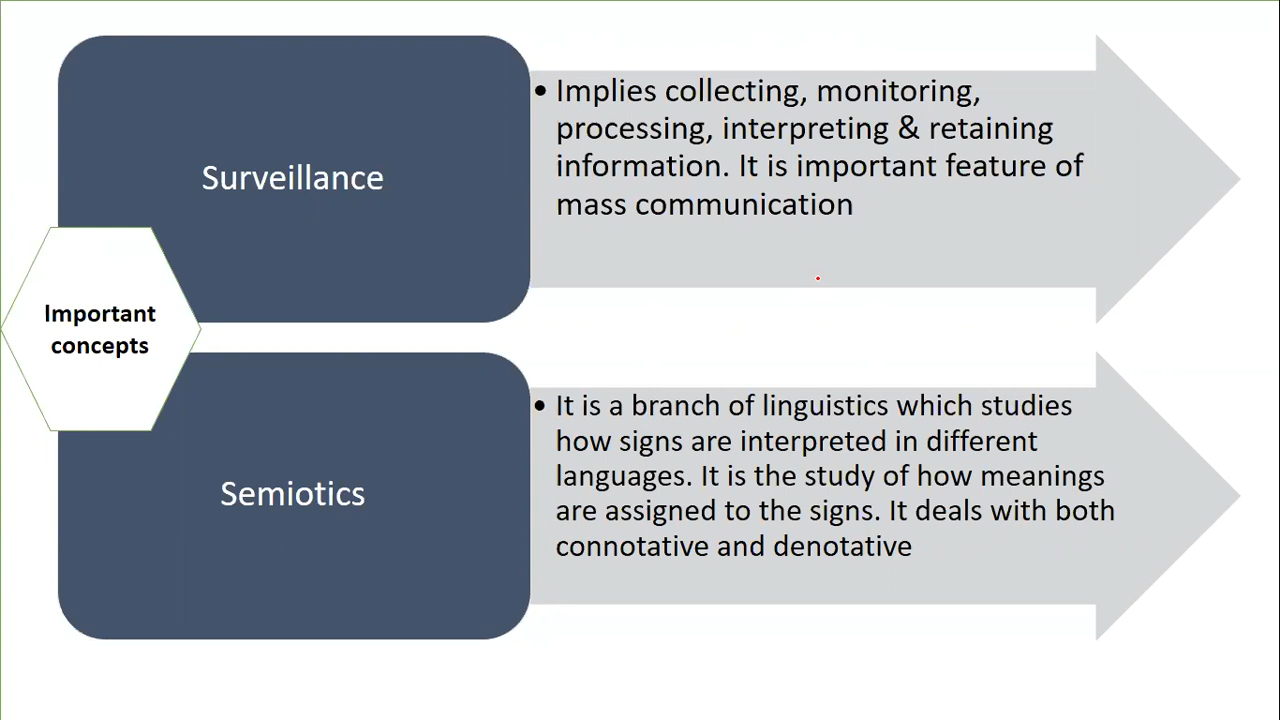 Surveillance
• Implies collecting, monitoring,
processing, interpreting & retaining
information. It is important feature of
mass communication
Important
concepts
Semiotics
• It is a branch of linguistics which studies
how signs are interpreted in different
languages. It is the study of how meanings
are assigned to the signs. It deals with both
connotative and denotative